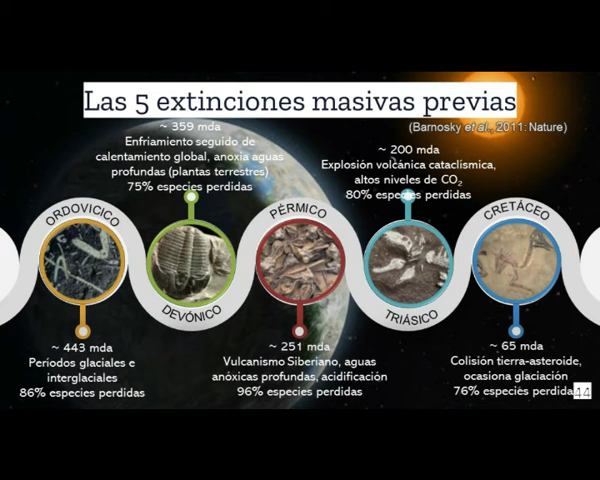 Las 5 extinciones masivas previas
(Barnosky et al., 2011: Nature)
~ 359 mda
Enfriamiento seguido de
calentamiento global, anoxia aguas
profundas (plantas terrestres)
75% especies perdidas
~ 200 mda
Explosión volcánica cataclismica,
altos niveles de CO₂
80% especies perdidas
ORDOVICICO
DEVÓNICO
PÉRMICO
TRIÁSICO
CRETÁCEO
~ 443 mda
Períodos glaciales e
interglaciales
86% especies perdidas
~ 251 mda
Vulcanismo Siberiano, aguas
anóxicas profundas, acidificación
96% especies perdidas
~ 65 mda
Colisión tierra-asteroide,
ocasiona glaciación
76% especies perdidas
44